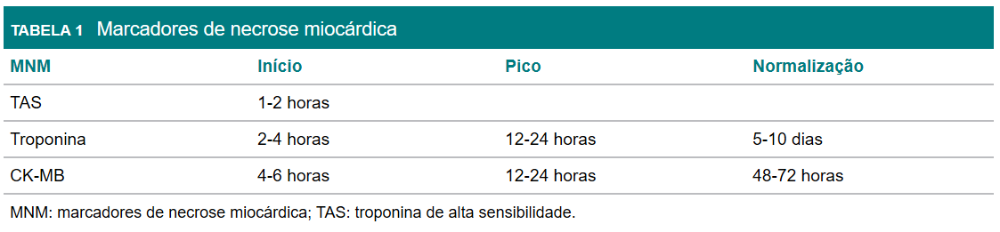 TABELA 1 Marcadores de necrose miocárdica
MNM Início Pico Normalização
TAS 1-2 horas
Troponina 2-4 horas 12-24 horas 5-10 dias
CK-MB 4-6 horas 12-24 horas 48-72 horas
MNM: marcadores de necrose miocárdica; TAS: troponina de alta sensibilidade.